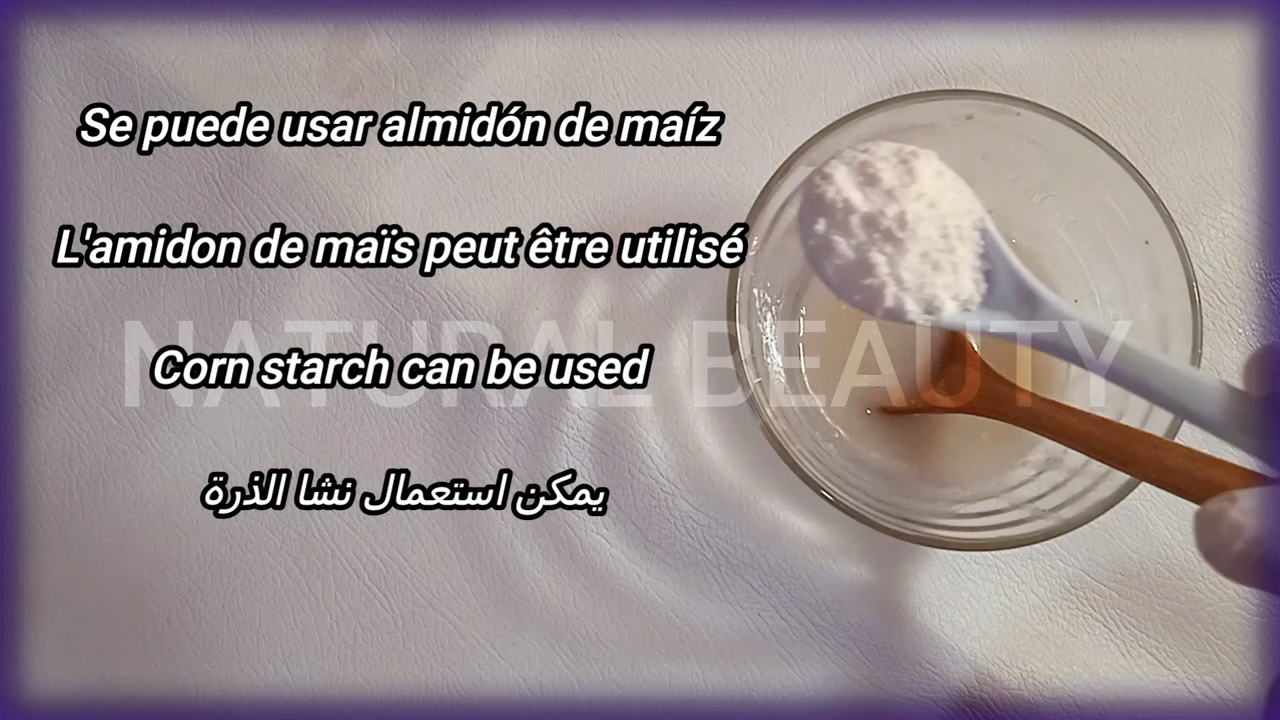 Se puede usar almidón de maíz
L'amidon de maïs peut être utilisé
NATURAL BEAUTY
Corn starch can be used
يمكن استعمال نشا الذرة